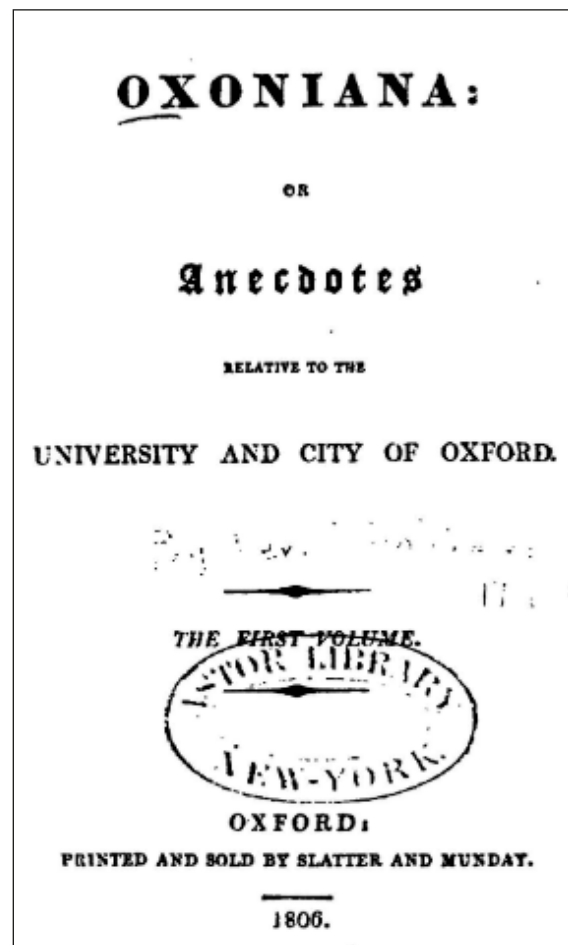 OXONIANA:
OR
Anecdotes
RELATIVE TO THE
UNIVERSITY AND CITY OF OXFORD.
THE FIRST VOLUME.
LIBRARY
NEW-YORK.
OXFORD:
PRINTED AND SOLD BY SLATTER AND MUNDAY.
1806.